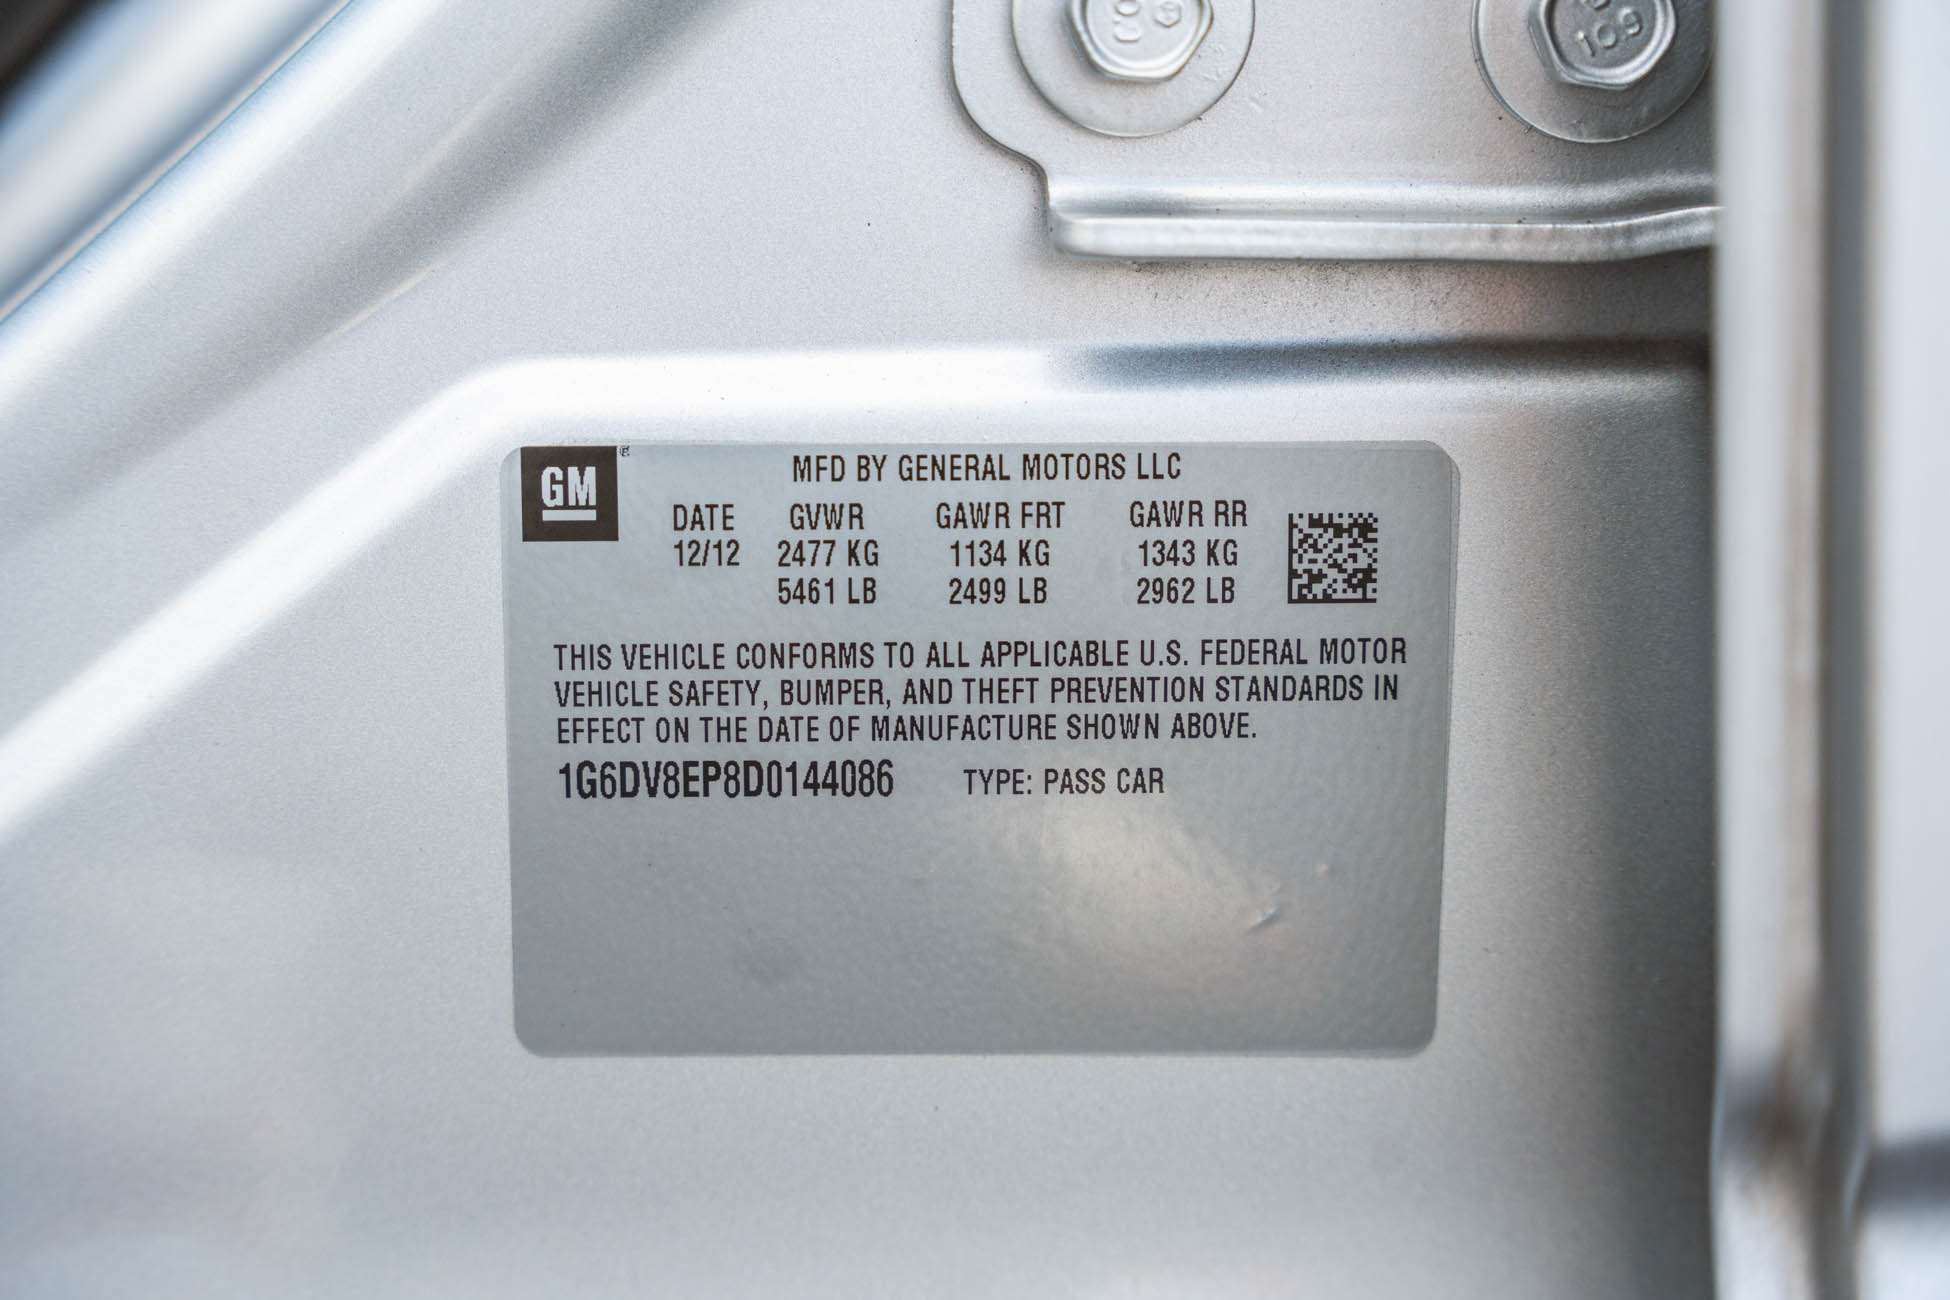 10.9
GM
MFD BY GENERAL MOTORS LLC
DATE GVWR GAWR FRT GAWR RR
12/12 2477 KG 1134 KG 1343 KG
5461 LB 2499 LB 2962 LB
THIS VEHICLE CONFORMS TO ALL APPLICABLE U.S. FEDERAL MOTOR
VEHICLE SAFETY, BUMPER, AND THEFT PREVENTION STANDARDS IN
EFFECT ON THE DATE OF MANUFACTURE SHOWN ABOVE.
1G6DV8EP8D0144086 TYPE: PASS CAR